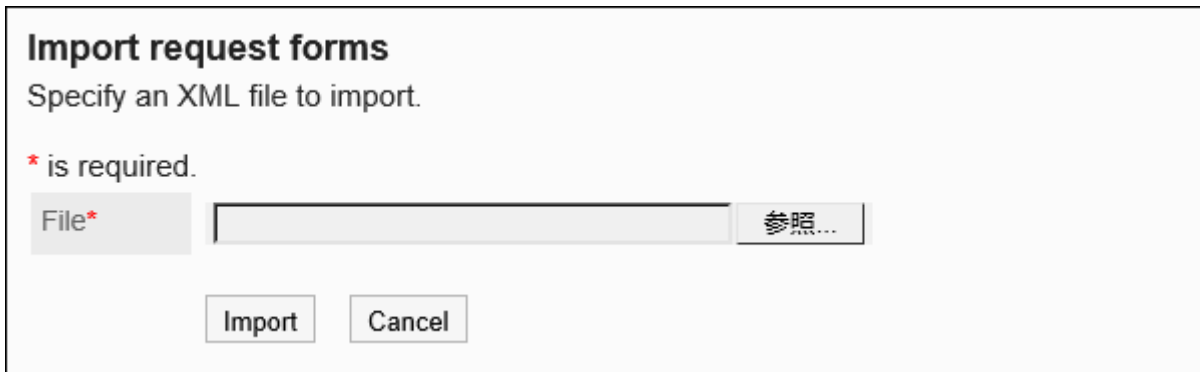 Import request forms
Specify an XML file to import.
* is required.
File* 参照...
Import Cancel